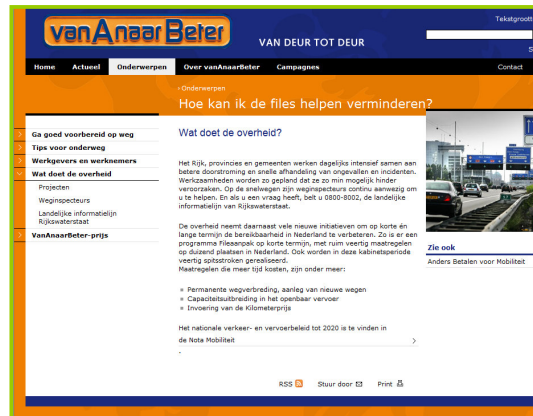 vanAnaarBeter
VAN DEUR TOT DEUR
Tekstgrootte
Home Actueel Onderwerpen Over vanAnaarBeter Campagnes Contact
› Onderwerpen
Hoe kan ik de files helpen verminderen?
Ga goed voorbereid op weg
Tips voor onderweg
Werkgevers en werknemers
Wat doet de overheid
Projecten
Weginspecteurs
Landelijke informatielijn
Rijkswaterstaat
VanAnaarBeter-prijs
Wat doet de overheid?
Het Rijk, provincies en gemeenten werken dagelijks intensief samen aan
betere doorstroming en snelle afhandeling van ongevallen en incidenten.
Werkzaamheden worden zo gepland dat ze zo min mogelijk hinder
veroorzaken. Op de snelwegen zijn weginspecteurs continu aanwezig om
u te helpen. En als u een vraag heeft, belt u 0800-8002, de landelijke
informatielijn van Rijkswaterstaat.
De overheid neemt daarnaast vele nieuwe initiatieven om op korte én
lange termijn de bereikbaarheid in Nederland te verbeteren. Zo is er een
programma Fileaanpak op korte termijn, met ruim veertig maatregelen
op duizend plaatsen in Nederland. Ook worden in deze kabinetsperiode
veertig spitsstroken gerealiseerd.
Maatregelen die meer tijd kosten, zijn onder meer:
Permanente wegverbreding, aanleg van nieuwe wegen
Capaciteitsuitbreiding in het openbaar vervoer
Invoering van de Kilometerprijs
Het nationale verkeer- en vervoerbeleid tot 2020 is te vinden in
de Nota Mobiliteit
.
RSS Stuur door Print
Zie ook
Anders Betalen voor Mobiliteit